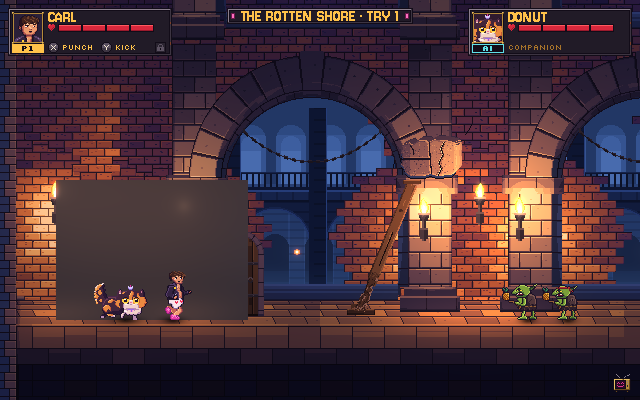 CARL
P1
X PUNCH Y KICK
THE ROTTEN SHORE · TRY 1
DONUT
AI
COMPANION